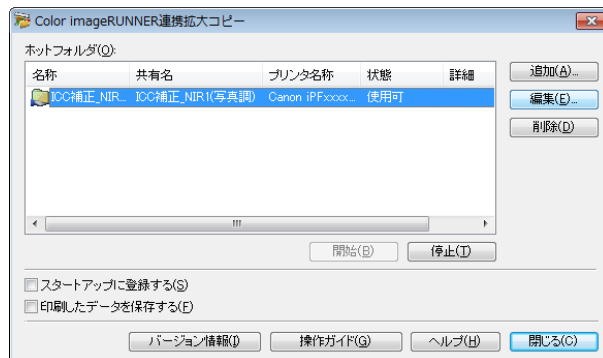 Color imageRUNNER連携拡大コピー
ホットフォルダ(O):
名称 共有名 プリンタ名称 状態 詳細
ICC補正_NIR... ICC補正_NIR1(写真調) Canon iPFxxxx... 使用可
追加(A)...
編集(E)...
削除(D)
開始(B) 停止(T)
スタートアップに登録する(S)
印刷したデータを保存する(F)
バージョン情報(I) 操作ガイド(G) ヘルプ(H) 閉じる(C)